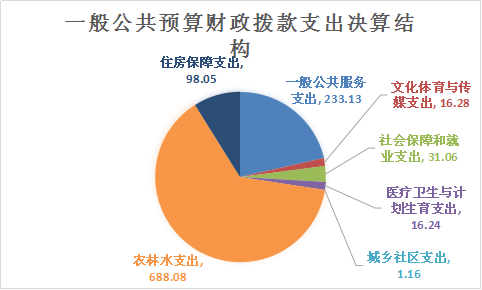 一般公共预算财政拨款支出决算结
构
住房保障支出,
98.05
一般公共服务
支出, 233.13
文化体育与传
媒支出, 16.28
社会保障和就
业支出, 31.06
医疗卫生与计
划生育支出,
16.24
城乡社区支出,
1.16
农林水支出,
688.08